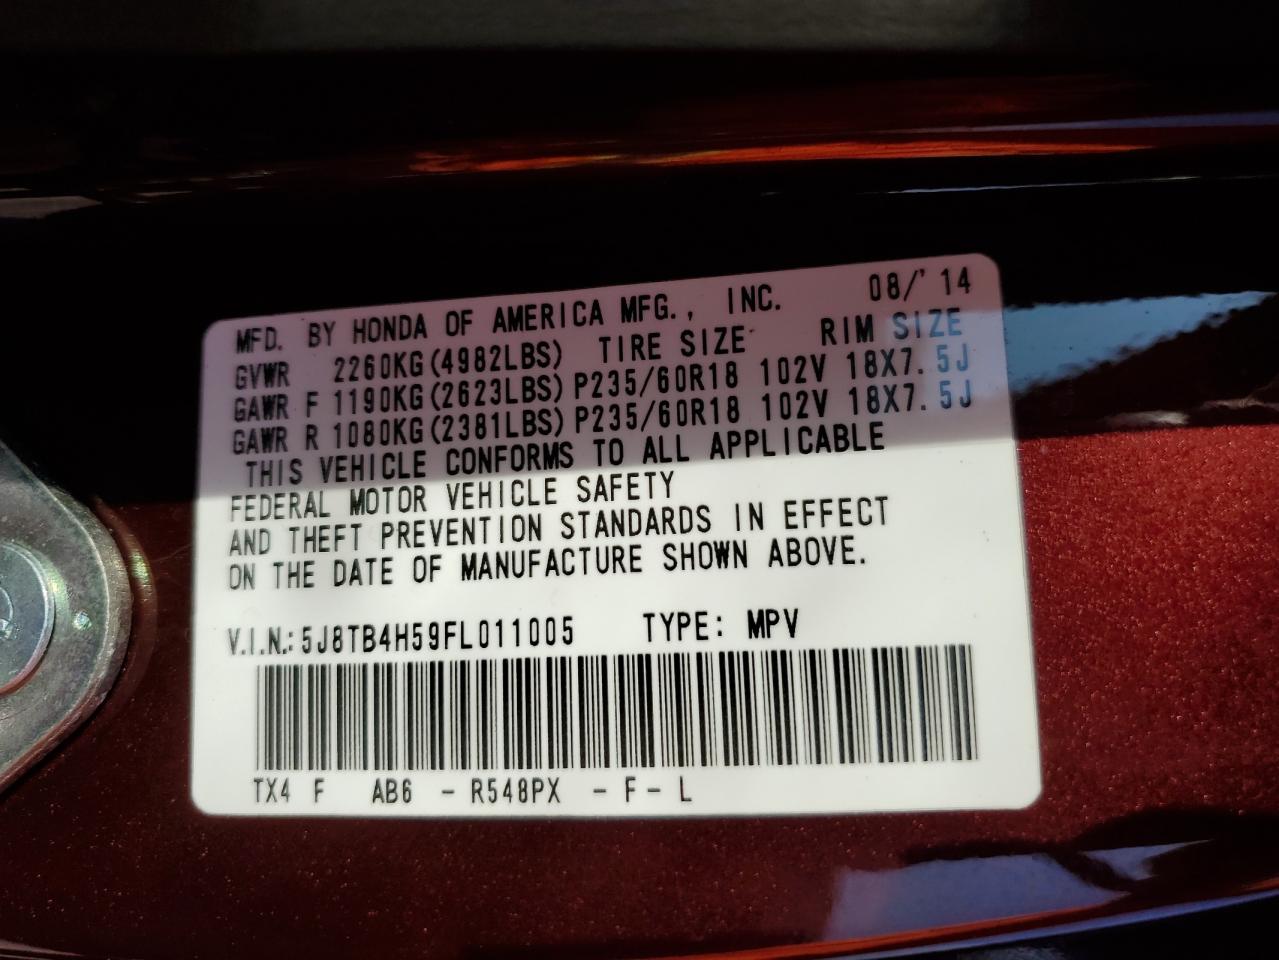 MFD. BY HONDA OF AMERICA MFG., INC. 08/'14
GVWR 2260KG(4982LBS) TIRE SIZE RIM SIZE
GAWR F 1190KG(2623LBS) P235/60R18 102V 18X7.5J
GAWR R 1080KG(2381LBS) P235/60R18 102V 18X7.5J
THIS VEHICLE CONFORMS TO ALL APPLICABLE
FEDERAL MOTOR VEHICLE SAFETY
AND THEFT PREVENTION STANDARDS IN EFFECT
ON THE DATE OF MANUFACTURE SHOWN ABOVE.
V.I.N.: 5J8TB4H59FL011005 TYPE: MPV
TX4 F AB6 - R548PX - F - L